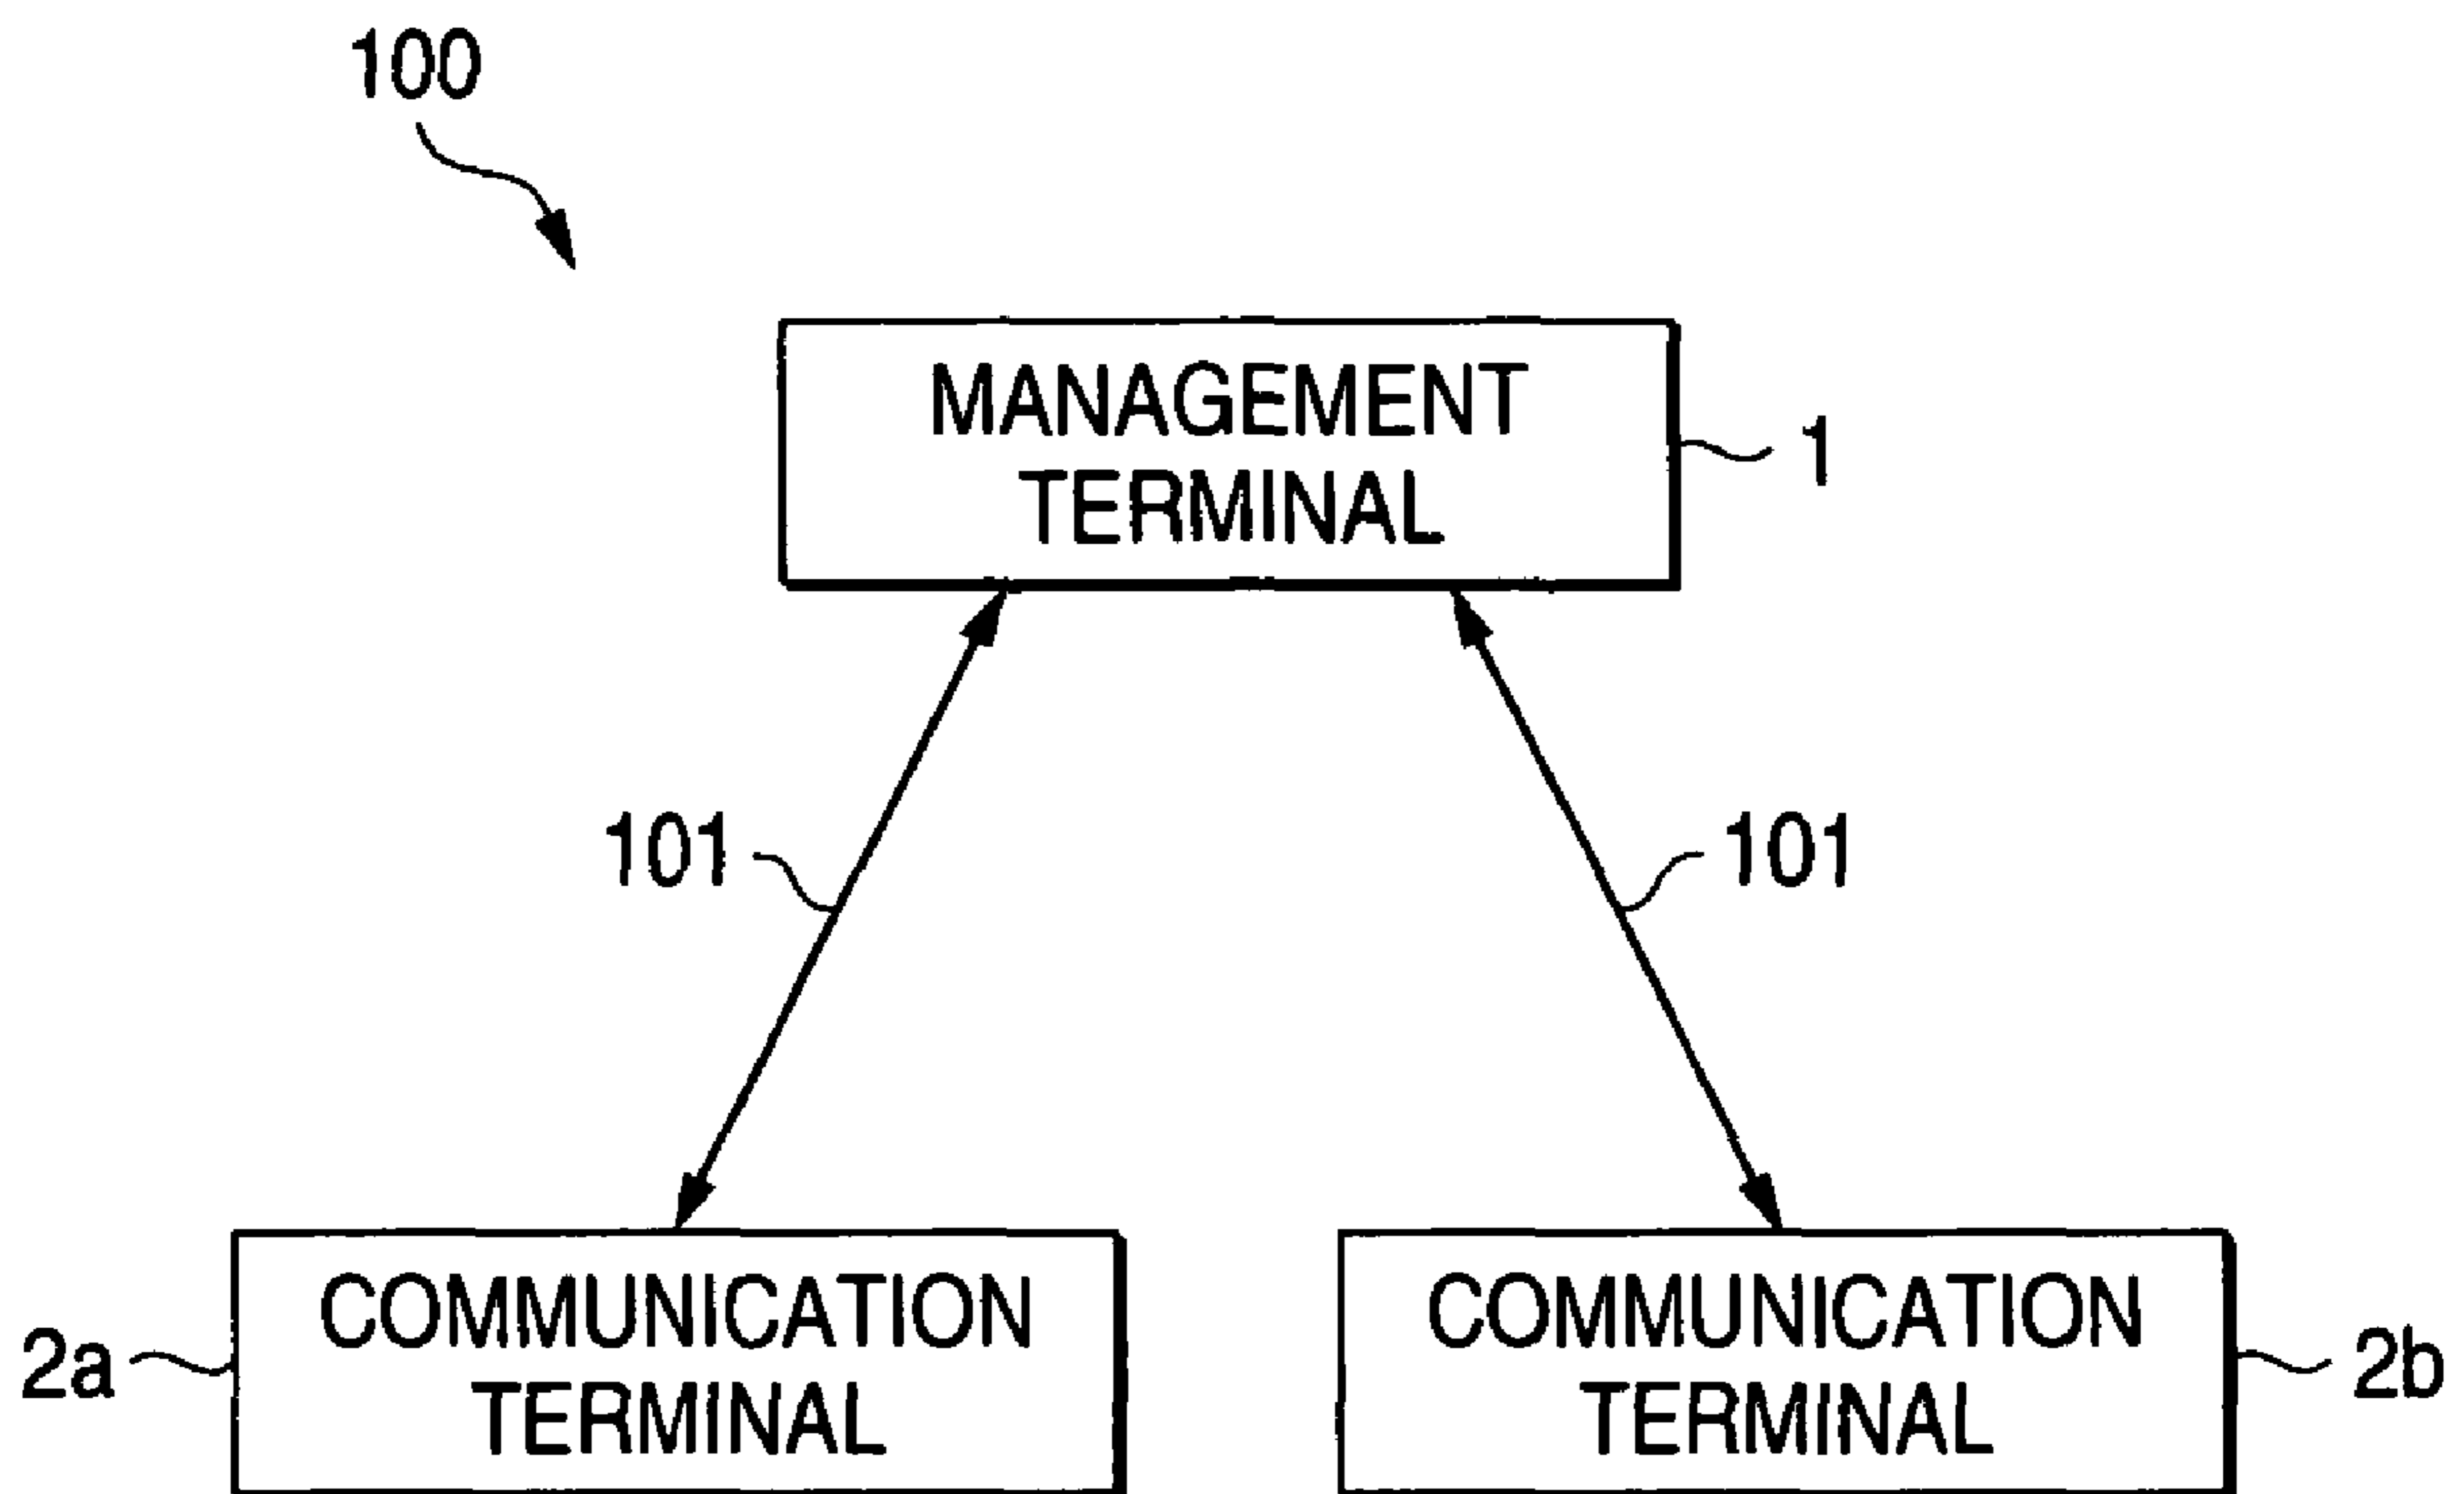 100
MANAGEMENT
TERMINAL
1
101
101
2a
COMMUNICATION
TERMINAL
COMMUNICATION
TERMINAL
2b